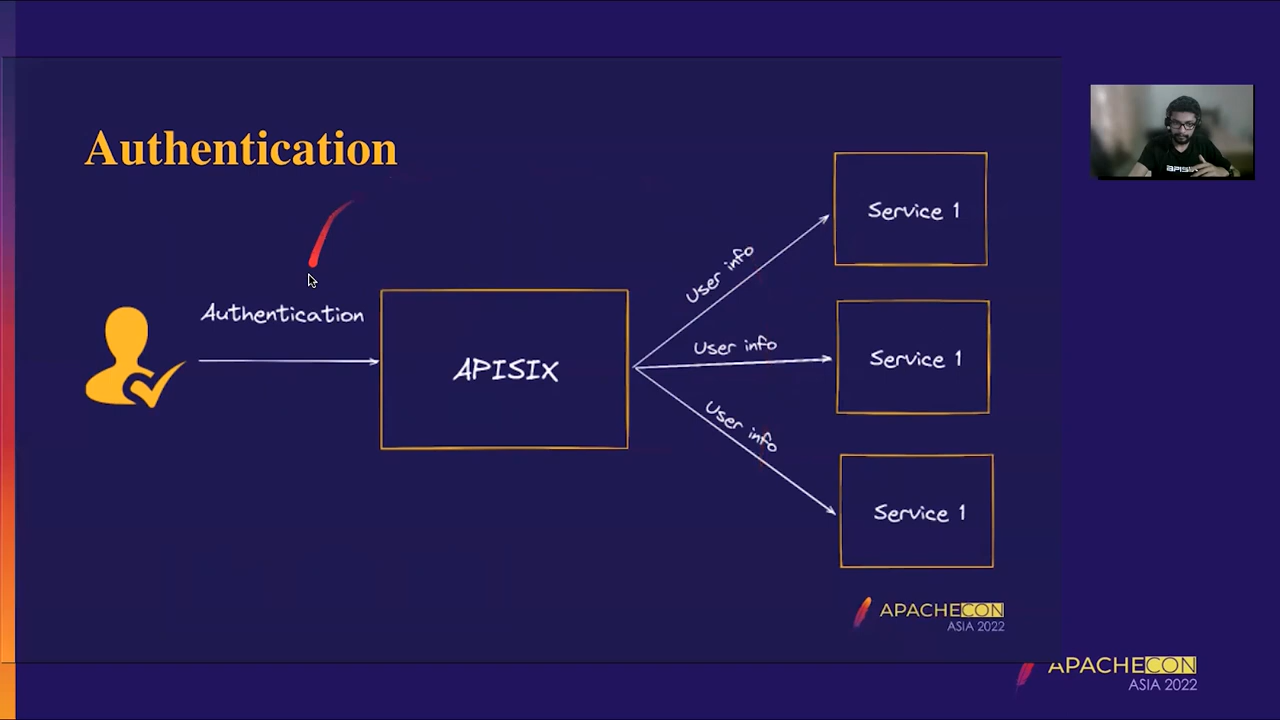 Authentication
Authentication
APISIX
User info
Service 1
User info
Service 1
User info
Service 1
APACHECON
ASIA 2022
APACHECON
ASIA 2022
APISIX